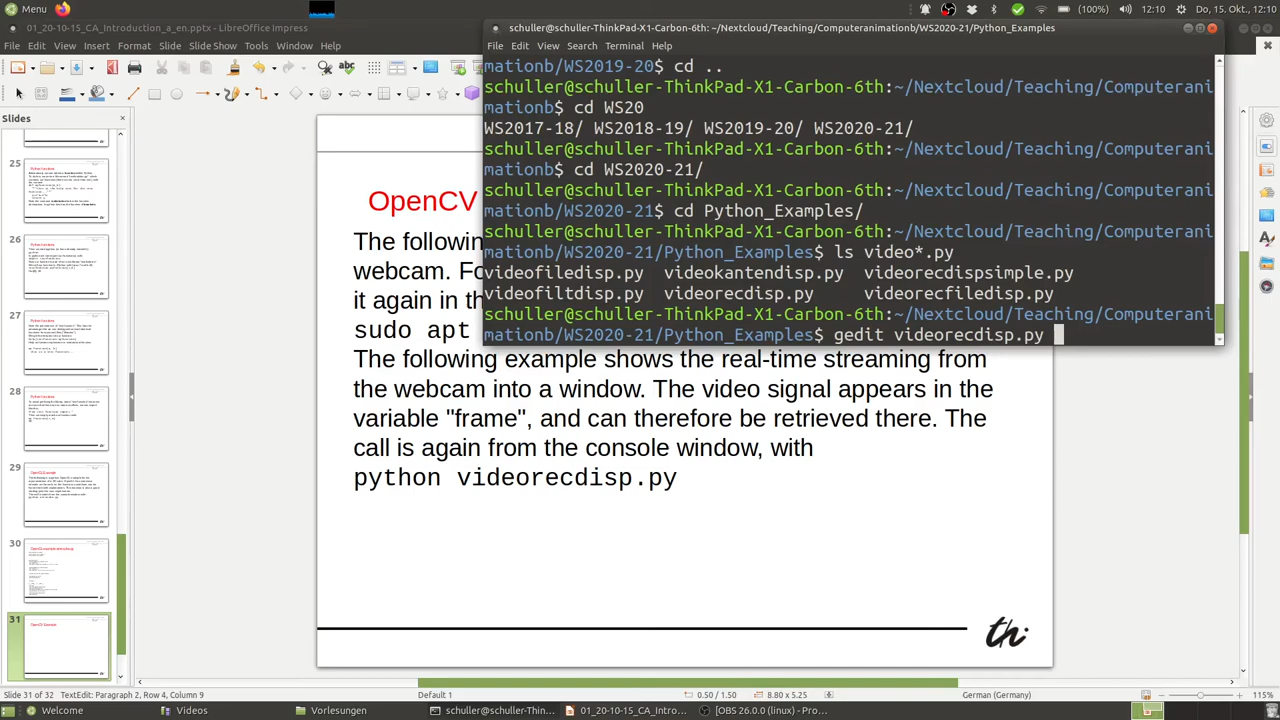 Menu
(100%)
12:10
Do, 15. Okt., 12:10
01_20-10-15_CA_Introduction_a_en.pptx - LibreOffice Impress
schuller@schuller-ThinkPad-X1-Carbon-6th: ~/Nextcloud/Teaching/Computeranimationb/WS2020-21/Python_Examples
File Edit View Insert Format Slide Slide Show Tools Window Help
File Edit View Search Terminal Help
mationb/WS2019-20$ cd ..
schuller@schuller-ThinkPad-X1-Carbon-6th:~/Nextcloud/Teaching/Computerani
mationb$ cd WS20
WS2017-18/ WS2018-19/ WS2019-20/ WS2020-21/
schuller@schuller-ThinkPad-X1-Carbon-6th:~/Nextcloud/Teaching/Computerani
mationb$ cd WS2020-21/
schuller@schuller-ThinkPad-X1-Carbon-6th:~/Nextcloud/Teaching/Computerani
mationb/WS2020-21$ cd Python_Examples/
schuller@schuller-ThinkPad-X1-Carbon-6th:~/Nextcloud/Teaching/Computerani
mationb/WS2020-21/Python_Examples$ ls video*.py
videofiledisp.py videokantendisp.py videorecdispsimple.py
videofiltdisp.py videorecdisp.py videorecfiledisp.py
schuller@schuller-ThinkPad-X1-Carbon-6th:~/Nextcloud/Teaching/Computerani
mationb/WS2020-21/Python_Examples$ gedit videorecdisp.py
Slides
25
26
27
28
29
30
31
OpenCV
The followin
webcam. Fo
it again in th
sudo apt
The following example shows the real-time streaming from
the webcam into a window. The video signal appears in the
variable "frame", and can therefore be retrieved there. The
call is again from the console window, with
python videorecdisp.py
th
Slide 31 of 32
TextEdit: Paragraph 2, Row 4, Column 9
Default 1
0.50 / 1.50
8.80 x 5.25
German (Germany)
115%
Welcome
Videos
Vorlesungen
schuller@schuller-Thin...
01_20-10-15_CA_Intro...
[OBS 26.0.0 (linux) - Pro...